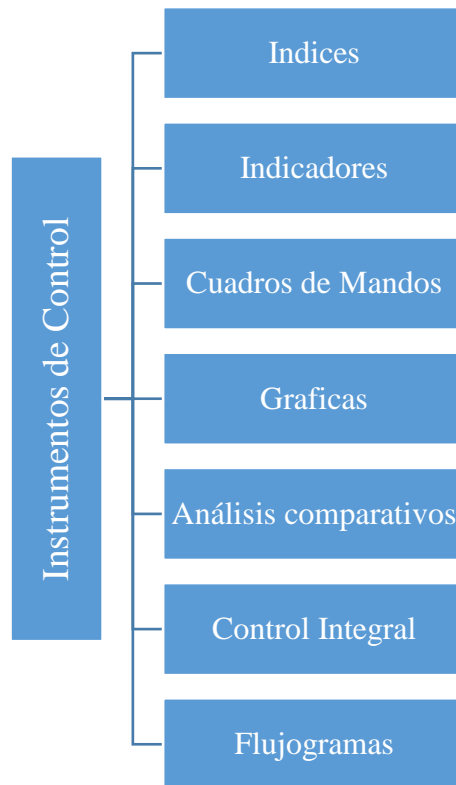 Instrumentos de Control
Indices
Indicadores
Cuadros de Mandos
Graficas
Análisis comparativos
Control Integral
Flujogramas